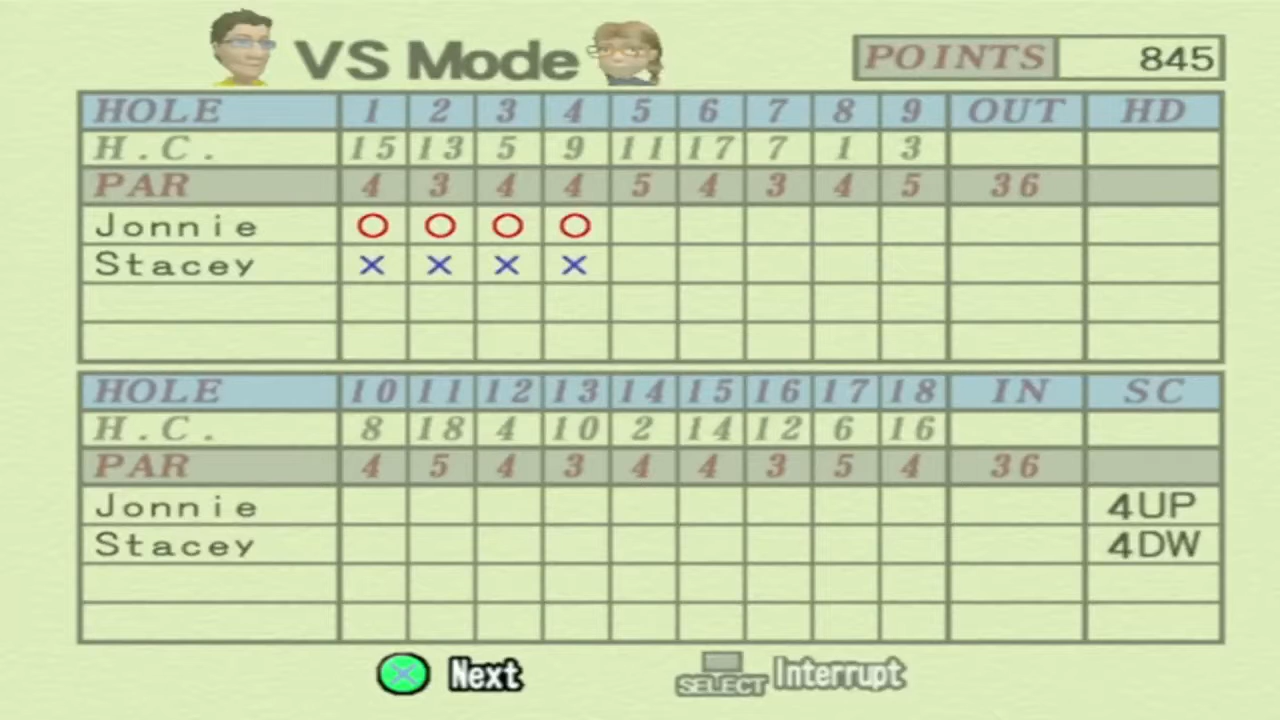 VS Mode POINTS 845
HOLE 1 2 3 4 5 6 7 8 9 OUT HD
H.C. 15 13 5 9 11 17 7 1 3
PAR 4 3 4 4 5 4 3 4 5 36
Jonnie ○ ○ ○ ○
Stacey × × × ×
HOLE 10 11 12 13 14 15 16 17 18 IN SC
H.C. 8 18 4 10 2 14 12 6 16
PAR 4 5 4 3 4 4 3 5 4 36
Jonnie 4UP
Stacey 4DW
Next SELECT Interrupt